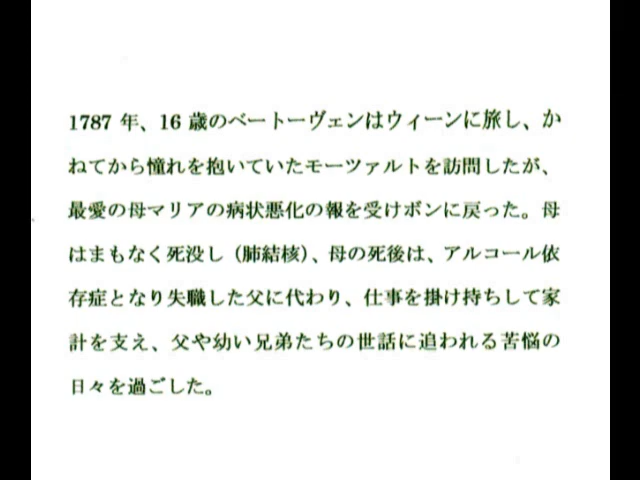 1787 年、16 歳のベートーヴェンはウィーンに旅し、か
ねてから憧れを抱いていたモーツァルトを訪問したが、
最愛の母マリアの病状悪化の報を受けボンに戻った。母
はまもなく死没し（肺結核）、母の死後は、アルコール依
存症となり失職した父に代わり、仕事を掛け持ちして家
計を支え、父や幼い兄弟たちの世話に追われる苦悩の
日々を過ごした。